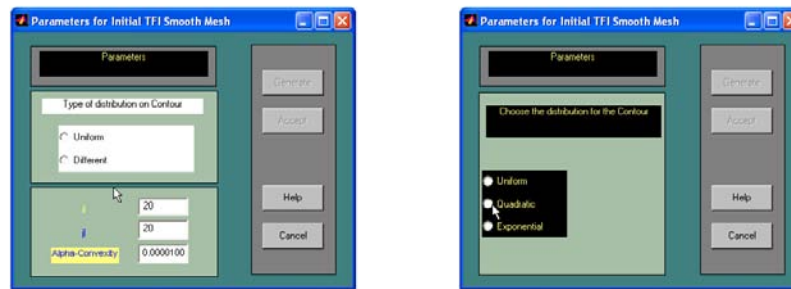 Parameters for Initial TFI Smooth Mesh
Parameters
Type of distribution on Contour
Uniform
Different
i
20
j
20
Alpha-Convexity
0.0000100
Generate
Accept
Help
Cancel
Parameters for Initial TFI Smooth Mesh
Parameters
Choose the distribution for the Contour
Uniform
Quadratic
Exponential
Generate
Accept
Help
Cancel